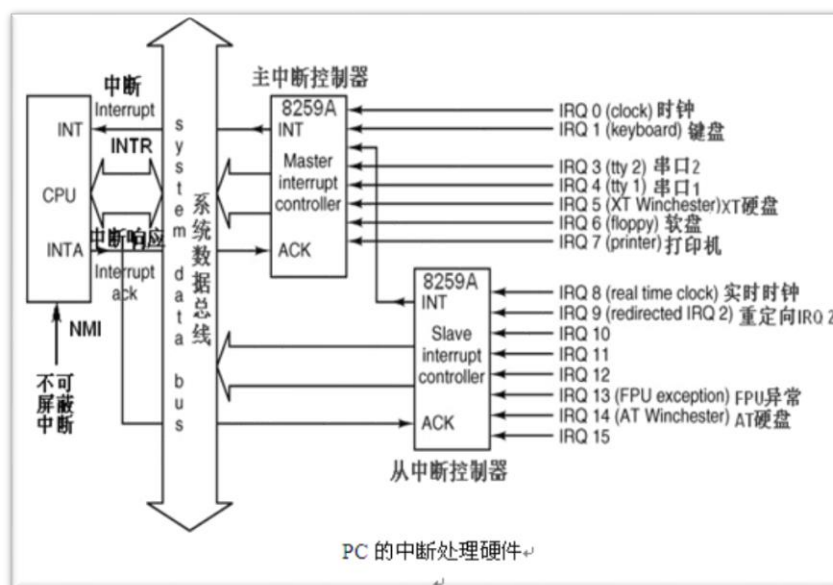 中断
Interrupt
INT
INTR
CPU
INTA
中断响应
Interrupt
ack
NMI
不可
屏蔽
中断
system data bus
系统数据总线
主中断控制器
8259A
INT
Master
interrupt
controller
ACK
IRQ 0 (clock) 时钟
IRQ 1 (keyboard) 键盘
IRQ 3 (tty 2) 串口2
IRQ 4 (tty 1) 串口1
IRQ 5 (XT Winchester)XT硬盘
IRQ 6 (floppy) 软盘
IRQ 7 (printer) 打印机
8259A
INT
Slave
interrupt
controller
ACK
从中断控制器
IRQ 8 (real time clock) 实时时钟
IRQ 9 (redirected IRQ 2) 重定向IRQ 2
IRQ 10
IRQ 11
IRQ 12
IRQ 13 (FPU exception) FPU异常
IRQ 14 (AT Winchester) AT硬盘
IRQ 15
PC 的中断处理硬件